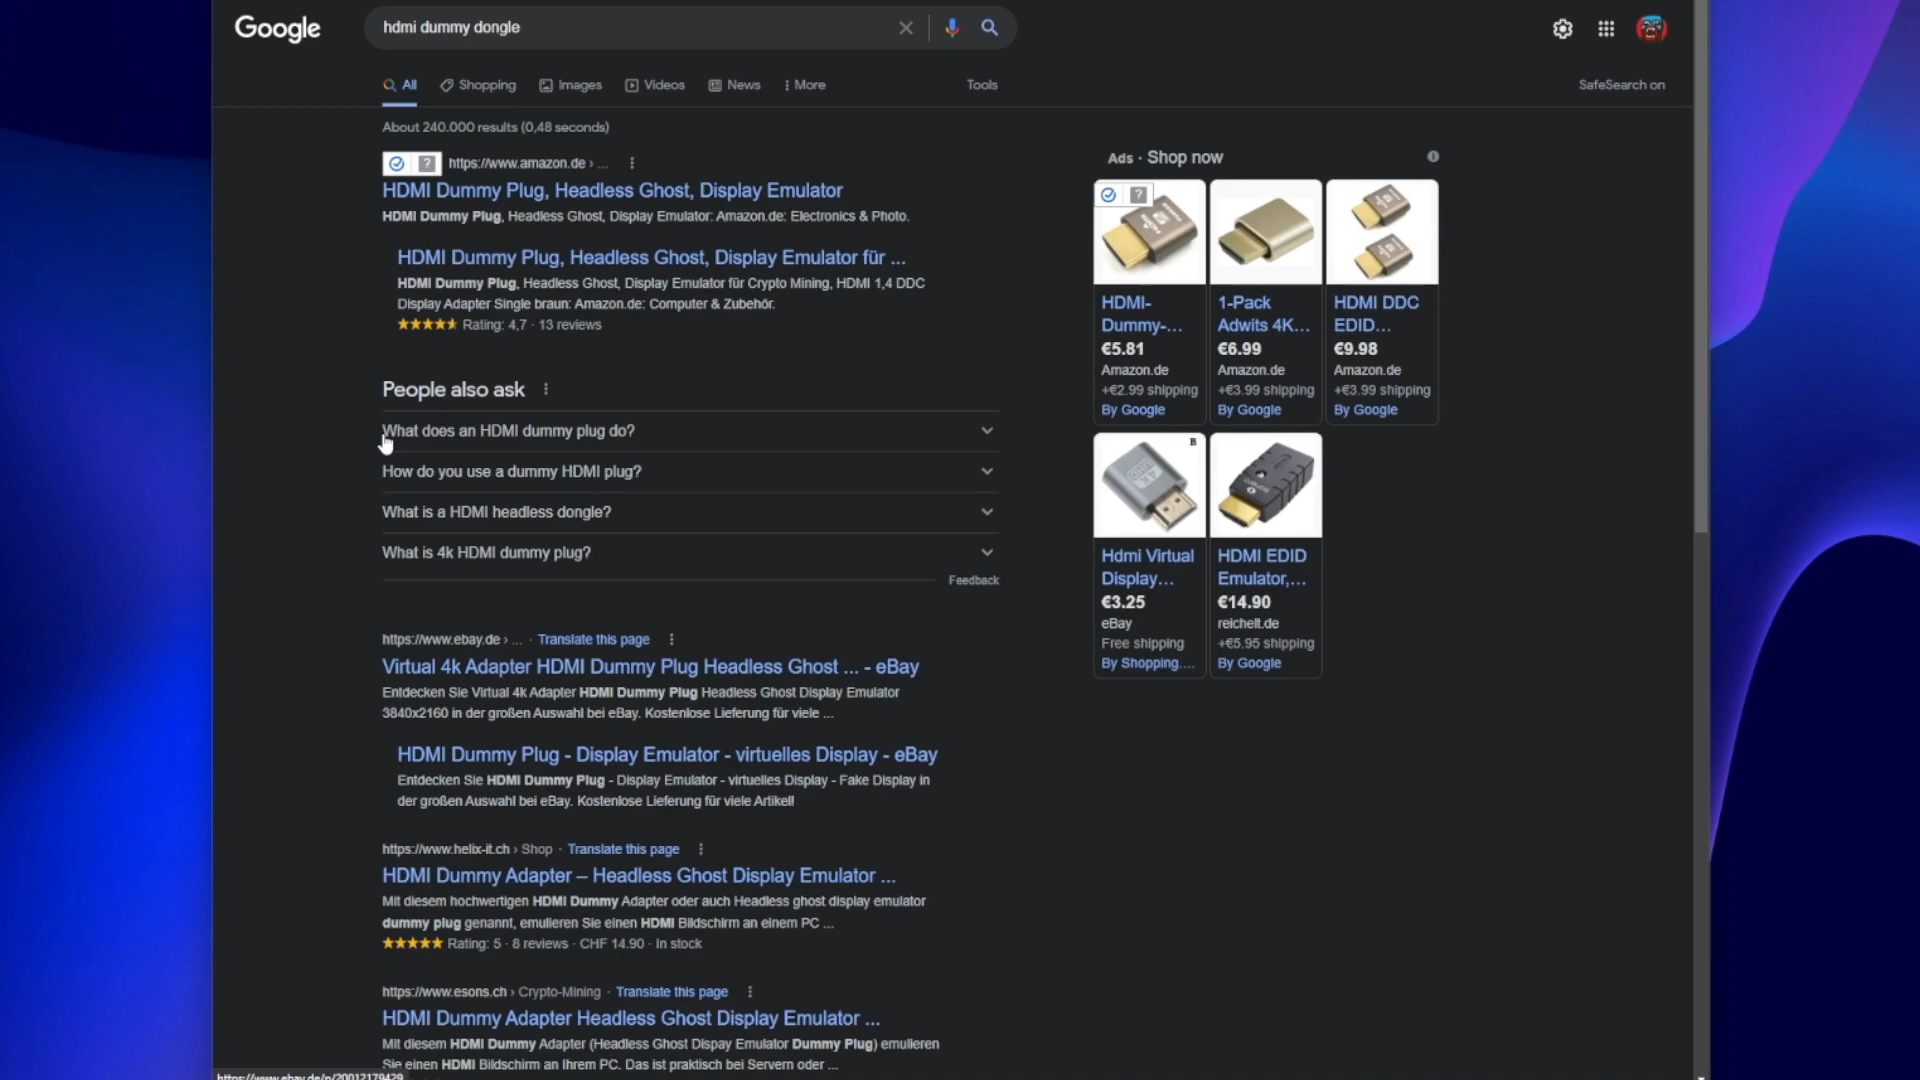 Google
hdmi dummy dongle
All
Shopping
Images
Videos
News
More
Tools
SafeSearch on
About 240.000 results (0,48 seconds)
https://www.amazon.de › ...
HDMI Dummy Plug, Headless Ghost, Display Emulator
HDMI Dummy Plug, Headless Ghost, Display Emulator: Amazon.de: Electronics & Photo.
HDMI Dummy Plug, Headless Ghost, Display Emulator für ...
HDMI Dummy Plug, Headless Ghost, Display Emulator für Crypto Mining, HDMI 1,4 DDC
Display Adapter Single braun: Amazon.de: Computer & Zubehör.
Rating: 4,7 · 13 reviews
People also ask
What does an HDMI dummy plug do?
How do you use a dummy HDMI plug?
What is a HDMI headless dongle?
What is 4k HDMI dummy plug?
Feedback
https://www.ebay.de › ... · Translate this page
Virtual 4k Adapter HDMI Dummy Plug Headless Ghost ... - eBay
Entdecken Sie Virtual 4k Adapter HDMI Dummy Plug Headless Ghost Display Emulator
3840x2160 in der großen Auswahl bei eBay. Kostenlose Lieferung für viele ...
HDMI Dummy Plug - Display Emulator - virtuelles Display - eBay
Entdecken Sie HDMI Dummy Plug - Display Emulator - virtuelles Display - Fake Display in
der großen Auswahl bei eBay. Kostenlose Lieferung für viele Artikel!
https://www.helix-it.ch › Shop · Translate this page
HDMI Dummy Adapter – Headless Ghost Display Emulator ...
Mit diesem hochwertigen HDMI Dummy Adapter oder auch Headless ghost display emulator
dummy plug genannt, emulieren Sie einen HDMI Bildschirm an einem PC ...
Rating: 5 · 8 reviews · CHF 14.90 · In stock
https://www.esons.ch › Crypto-Mining · Translate this page
HDMI Dummy Adapter Headless Ghost Display Emulator ...
Mit diesem HDMI Dummy Adapter (Headless Ghost Dispay Emulator Dummy Plug) emulieren
Sie einen HDMI Bildschirm an Ihrem PC. Das ist praktisch bei Servern oder ...
https://www.ebay.de/p/20012179429
Ads · Shop now
HDMI-
Dummy-...
€5.81
Amazon.de
+€2.99 shipping
By Google
1-Pack
Adwits 4K...
€6.99
Amazon.de
+€3.99 shipping
By Google
HDMI DDC
EDID...
€9.98
Amazon.de
+€3.99 shipping
By Google
Hdmi Virtual
Display...
€3.25
eBay
Free shipping
By Shopping....
HDMI EDID
Emulator,...
€14.90
reichelt.de
+€5.95 shipping
By Google